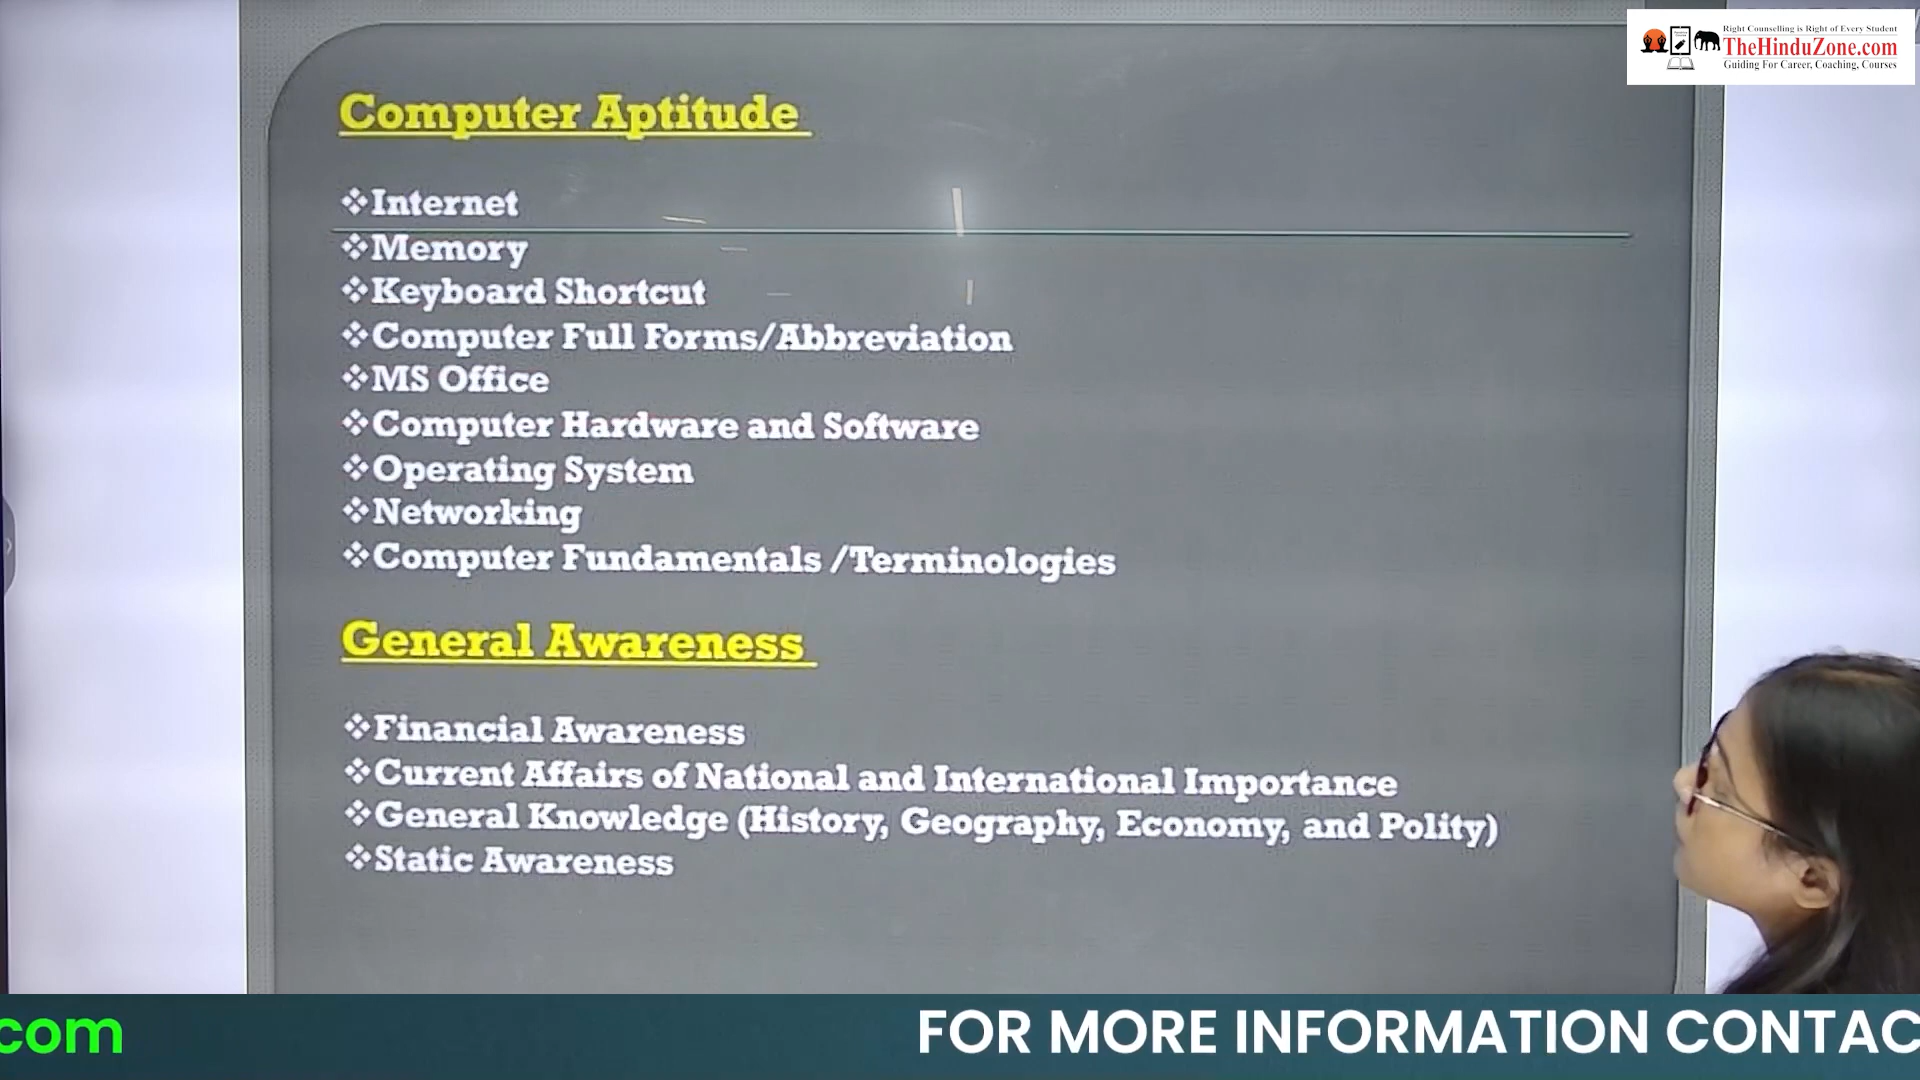 Right Counselling is Right of Every Student
TheHinduZone.com
Guiding For Career, Coaching, Courses
Computer Aptitude
❖Internet
❖Memory
❖Keyboard Shortcut
❖Computer Full Forms/Abbreviation
❖MS Office
❖Computer Hardware and Software
❖Operating System
❖Networking
❖Computer Fundamentals /Terminologies
General Awareness
❖Financial Awareness
❖Current Affairs of National and International Importance
❖General Knowledge (History, Geography, Economy, and Polity)
❖Static Awareness
.com FOR MORE INFORMATION CONTAC